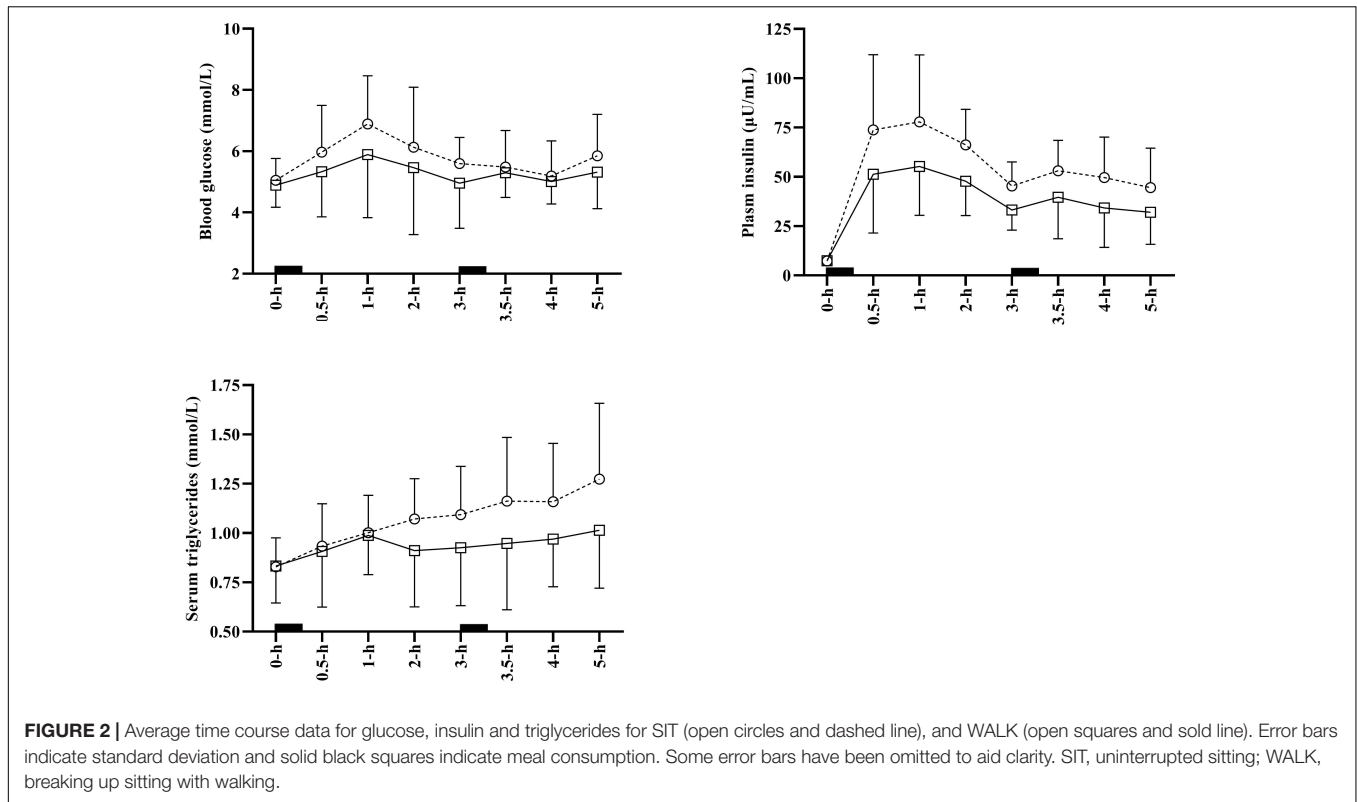 Blood glucose (mmol/L)
10
8
6
4
2
0-h
0.5-h
1-h
2-h
3-h
3.5-h
4-h
5-h
Plasm insulin (µU/mL)
125
100
75
50
25
0
0-h
0.5-h
1-h
2-h
3-h
3.5-h
4-h
5-h
Serum triglycerides (mmol/L)
1.75
1.50
1.25
1.00
0.75
0.50
0-h
0.5-h
1-h
2-h
3-h
3.5-h
4-h
5-h
FIGURE 2 | Average time course data for glucose, insulin and triglycerides for SIT (open circles and dashed line), and WALK (open squares and sold line). Error bars
indicate standard deviation and solid black squares indicate meal consumption. Some error bars have been omitted to aid clarity. SIT, uninterrupted sitting; WALK,
breaking up sitting with walking.